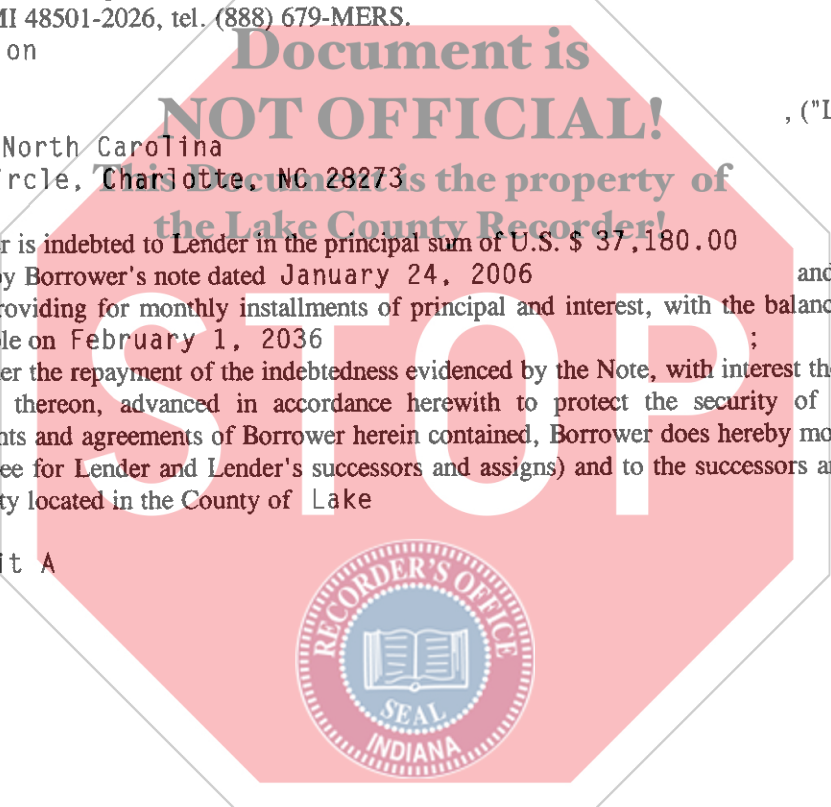 MI 48501-2026, tel. (888) 679-MERS.
on
Document is
NOT OFFICIAL!
, ("L
North Carolina
rcle, Charlotte, NC 28273
This Document is the property of
the Lake County Recorder!
r is indebted to Lender in the principal sum of U.S. $ 37,180.00
by Borrower's note dated January 24, 2006 and
roviding for monthly installments of principal and interest, with the balanc
le on February 1, 2036 ;
er the repayment of the indebtedness evidenced by the Note, with interest the
thereon, advanced in accordance herewith to protect the security of
nts and agreements of Borrower herein contained, Borrower does hereby mo
ee for Lender and Lender's successors and assigns) and to the successors a
ty located in the County of Lake
it A
STOP
RECORDER'S OFFICE
SEAL
INDIANA